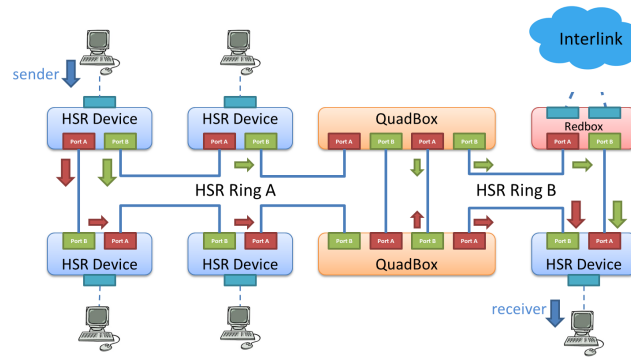 Interlink
sender
HSR Device
HSR Device
QuadBox
Redbox
Port A
Port B
Port A
Port B
Port A
Port B
Port A
Port B
Port A
Port B
HSR Ring A
HSR Ring B
Port B
Port A
Port B
Port A
Port B
Port A
Port B
Port A
Port B
Port A
HSR Device
HSR Device
QuadBox
HSR Device
receiver